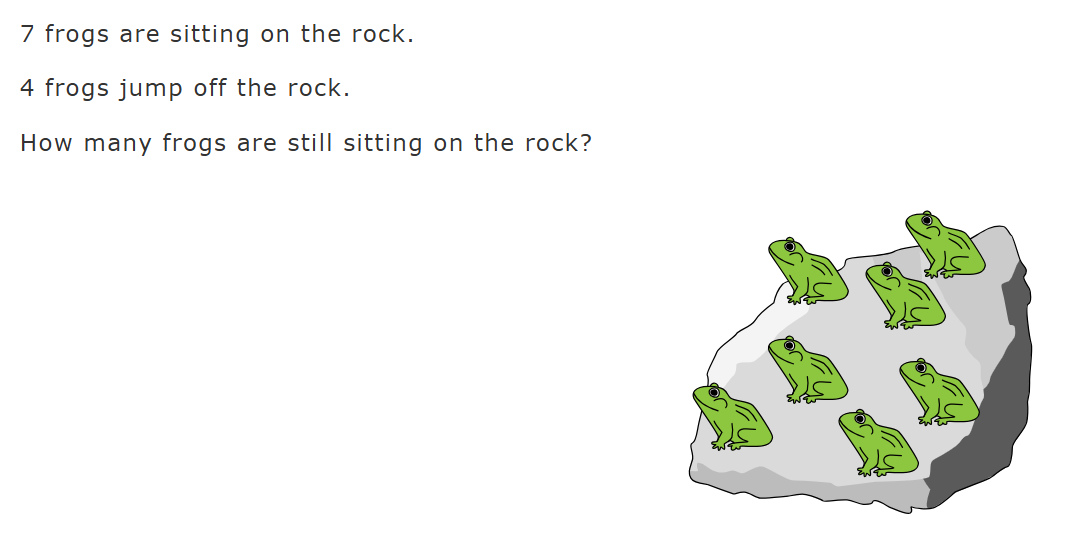 7 frogs are sitting on the rock.
4 frogs jump off the rock.
How many frogs are still sitting on the rock?